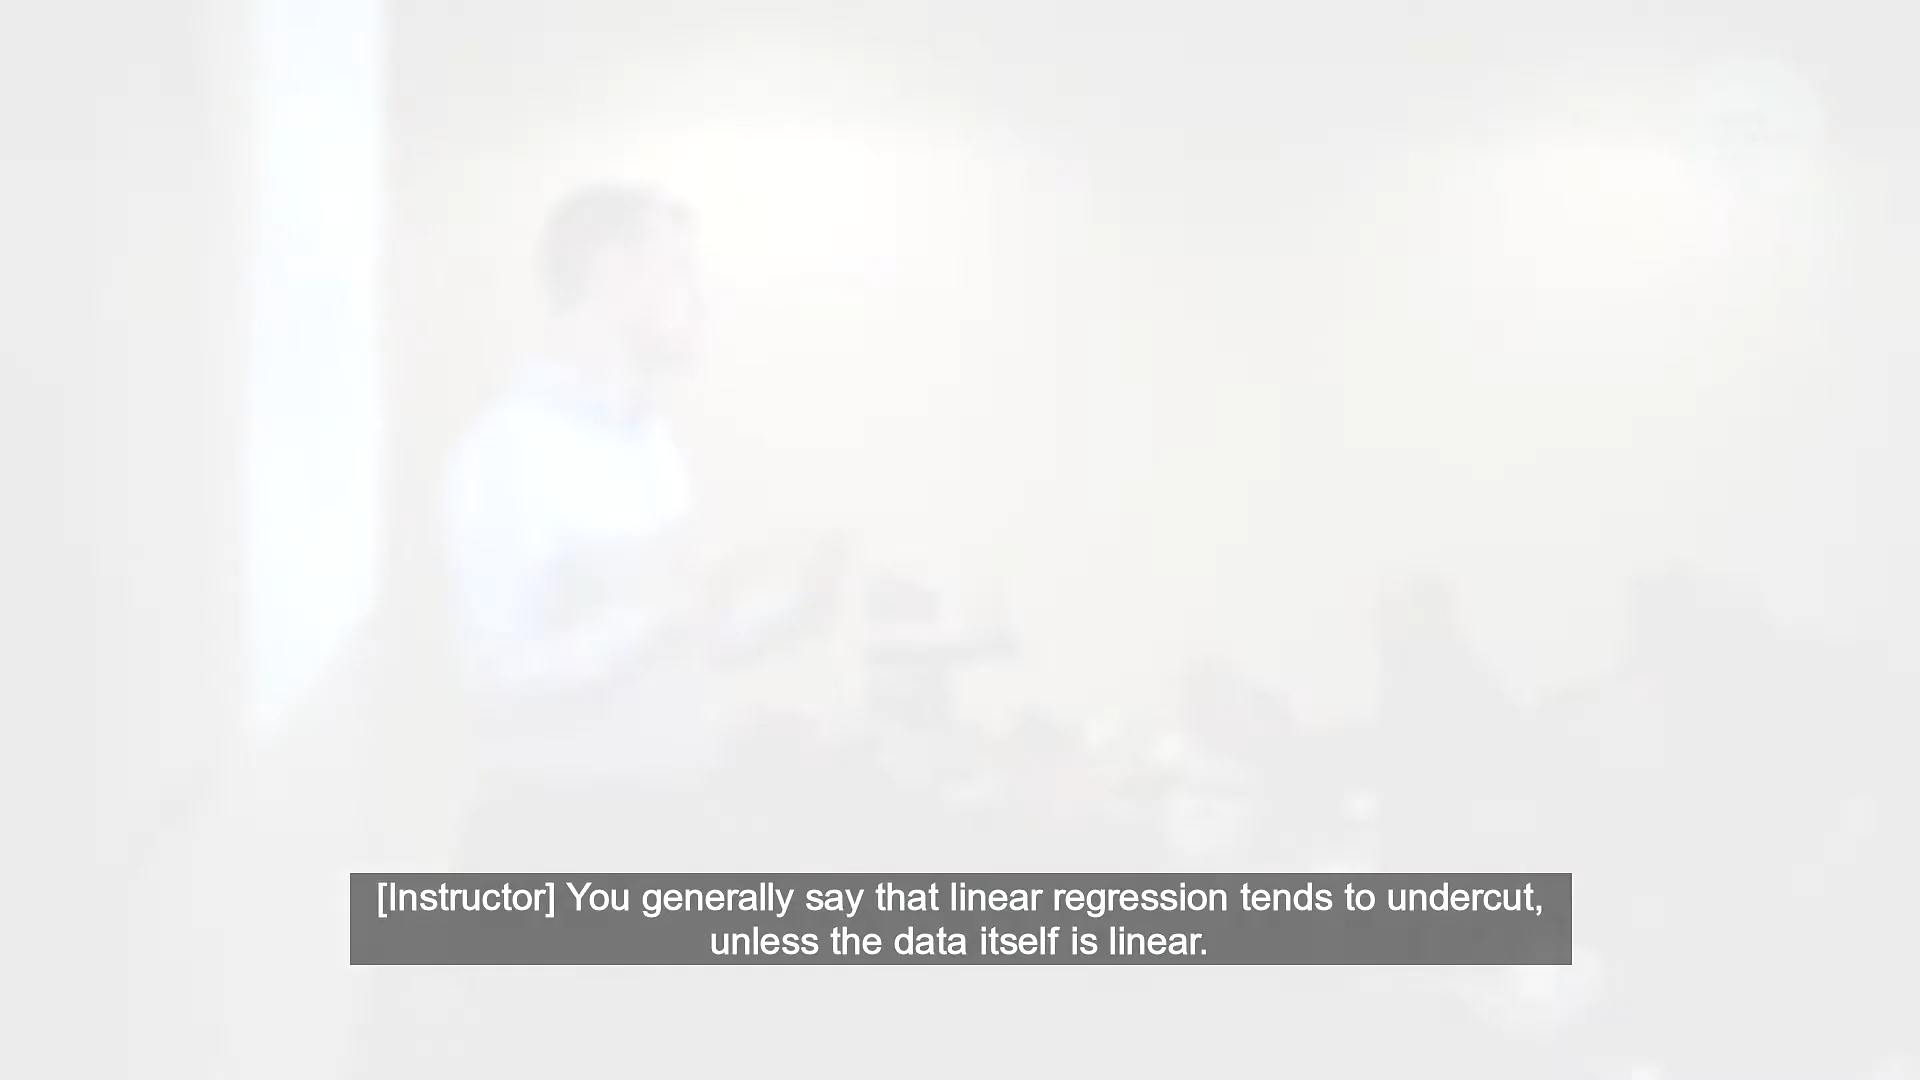 [Instructor] You generally say that linear regression tends to undercut,
unless the data itself is linear.